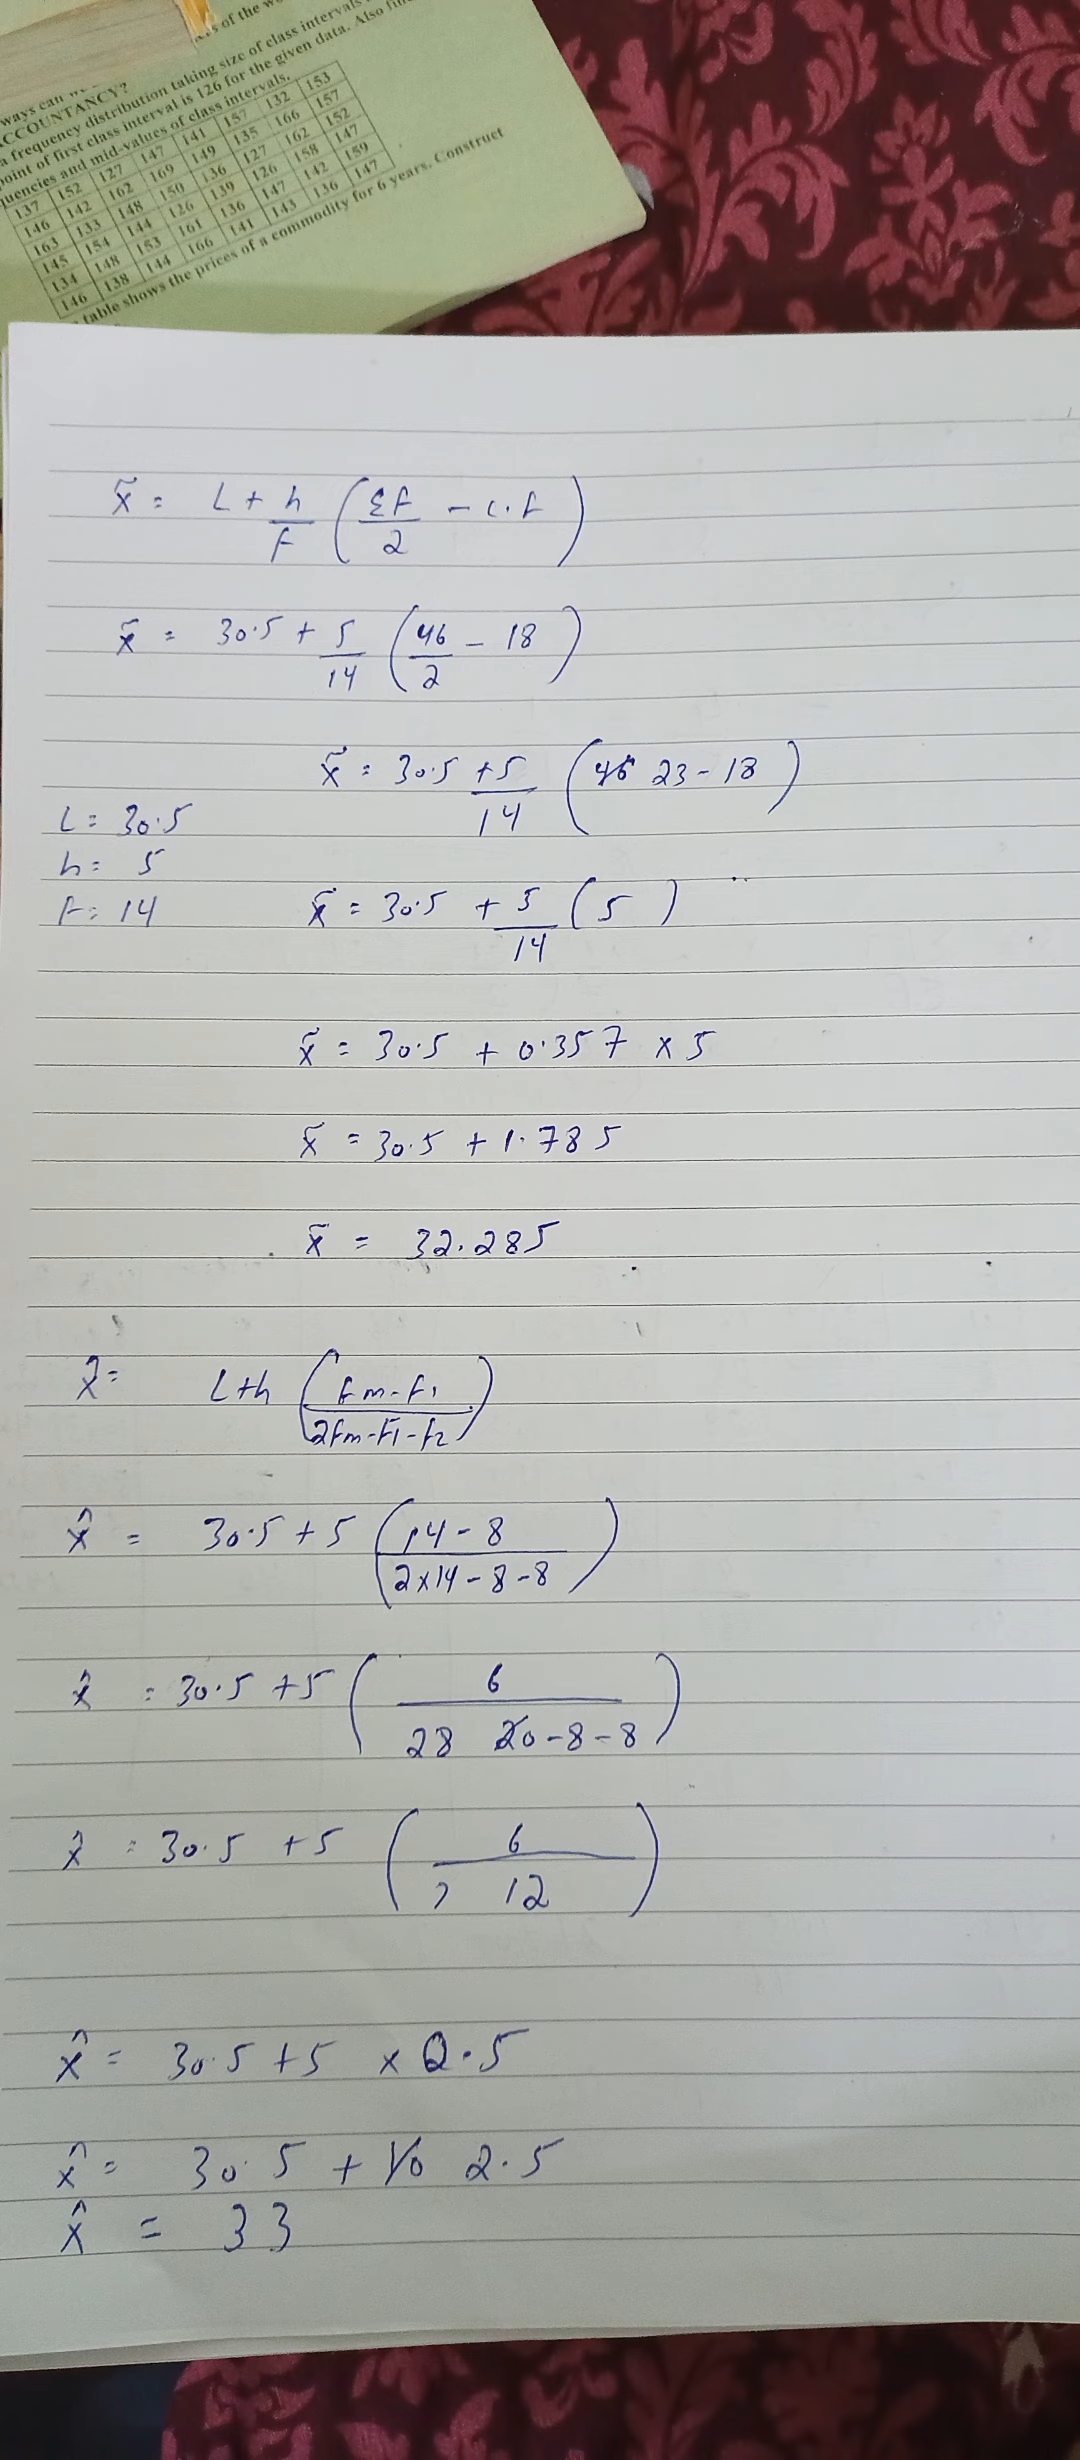 ways can
ACCOUNTANCY?
a frequency distribution taking size of class intervals
point of first class interval is 126 for the given data. Also
quencies and mid-values of class intervals.
137 152 127 147 141 157 132 153
146 142 162 169 149 135 166 157
163 133 148 150 136 127 162 152
145 154 144 126 139 126 158 147
134 148 153 161 136 147 142 159
146 138 144 166 141 143 136 147
table shows the prices of a commodity for 6 years. Construct
x̃ = L + h/f (Σf/2 - c.f)
x̃ = 30.5 + 5/14 (46/2 - 18)
x̃ = 30.5 + 5/14 (46 23 - 18)
L = 30.5
h = 5
f = 14
x̃ = 30.5 + 5/14 (5)
x̃ = 30.5 + 0.357 x 5
x̃ = 30.5 + 1.785
x̃ = 32.285
x̂ = L+h (fm-f1/2fm-f1-f2)
x̂ = 30.5 + 5 (14-8/2x14-8-8)
x̂ = 30.5 + 5 (6/28 20-8-8)
x̂ = 30.5 + 5 (6/12)
x̂ = 30.5 + 5 x 0.5
x̂ = 30.5 + 10 2.5
x̂ = 33